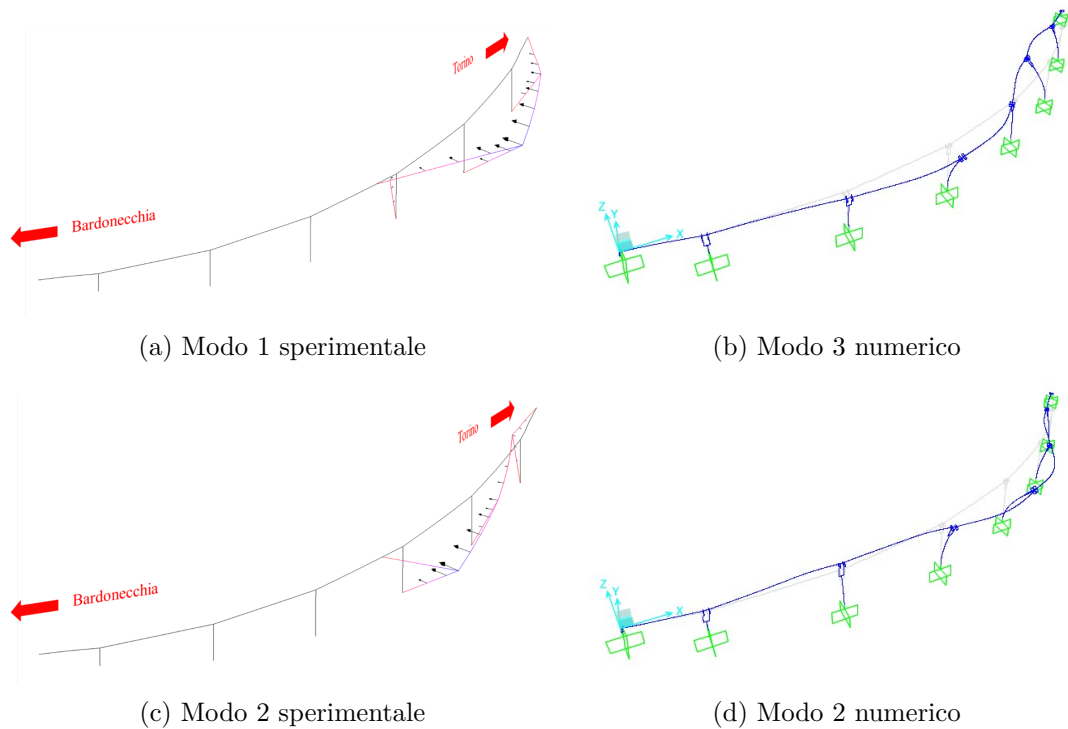 Torino
Bardonecchia
Z
Y
X
(a) Modo 1 sperimentale
(b) Modo 3 numerico
Torino
Bardonecchia
Z
Y
X
(c) Modo 2 sperimentale
(d) Modo 2 numerico